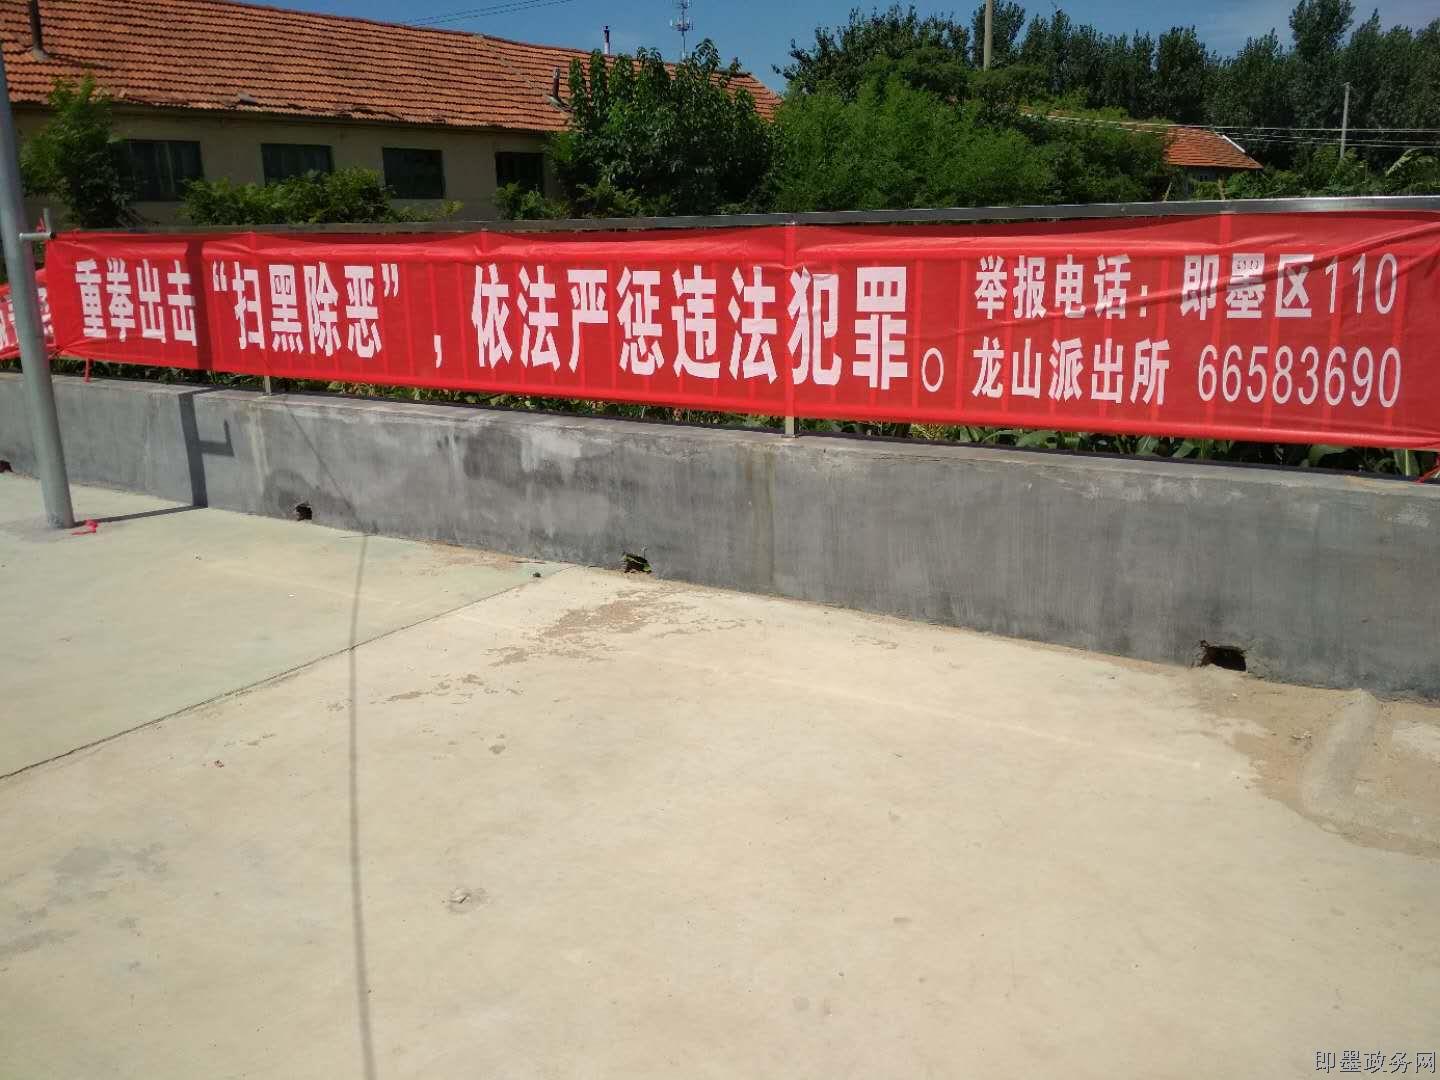 重拳出击“扫黑除恶”，依法严惩违法犯罪。
举报电话：即墨区110
龙山派出所 66583690
即墨政务网